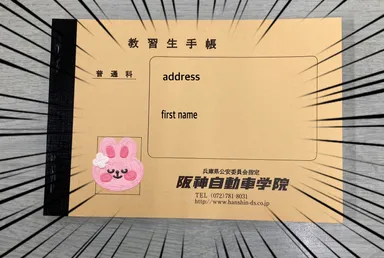 教習生手帳
普通科
address
first name
兵庫県公安委員会指定
阪神自動車学院
TEL (072)781-8031
http://www.hanshin-ds.co.jp